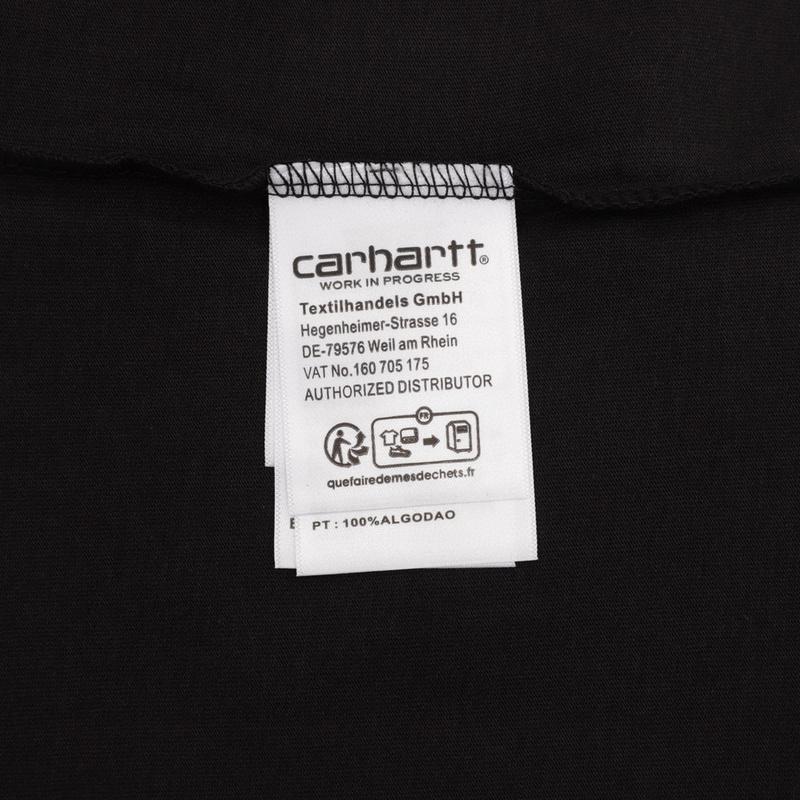 carhartt®
WORK IN PROGRESS
Textilhandels GmbH
Hegenheimer-Strasse 16
DE-79576 Weil am Rhein
VAT No.160 705 175
AUTHORIZED DISTRIBUTOR
FR
quefairedemesdechets.fr
E PT : 100%ALGODAO